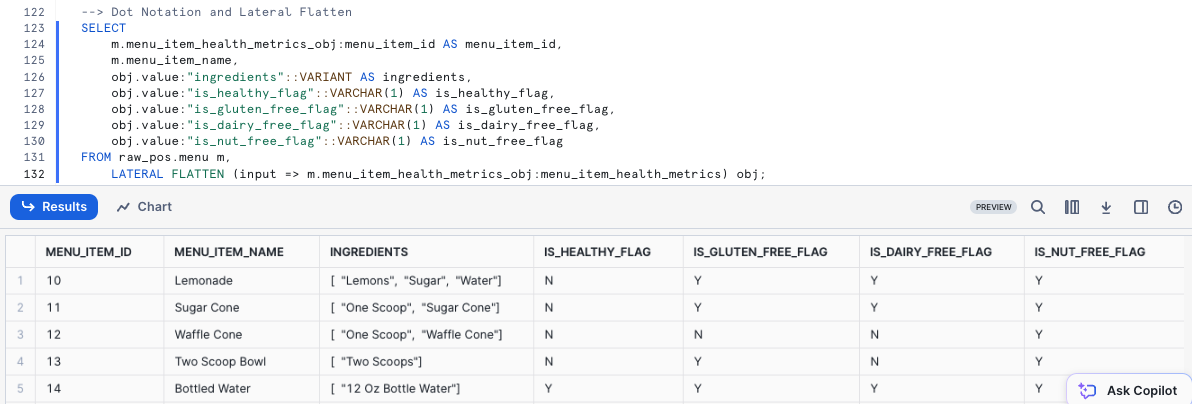 122 --> Dot Notation and Lateral Flatten
123 SELECT
124 m.menu_item_health_metrics_obj:menu_item_id AS menu_item_id,
125 m.menu_item_name,
126 obj.value:"ingredients"::VARIANT AS ingredients,
127 obj.value:"is_healthy_flag"::VARCHAR(1) AS is_healthy_flag,
128 obj.value:"is_gluten_free_flag"::VARCHAR(1) AS is_gluten_free_flag,
129 obj.value:"is_dairy_free_flag"::VARCHAR(1) AS is_dairy_free_flag,
130 obj.value:"is_nut_free_flag"::VARCHAR(1) AS is_nut_free_flag
131 FROM raw_pos.menu m,
132 LATERAL FLATTEN (input => m.menu_item_health_metrics_obj:menu_item_health_metrics) obj;
Results Chart PREVIEW
MENU_ITEM_ID MENU_ITEM_NAME INGREDIENTS IS_HEALTHY_FLAG IS_GLUTEN_FREE_FLAG IS_DAIRY_FREE_FLAG IS_NUT_FREE_FLAG
1 10 Lemonade [ "Lemons", "Sugar", "Water"] N Y Y Y
2 11 Sugar Cone [ "One Scoop", "Sugar Cone"] N Y Y Y
3 12 Waffle Cone [ "One Scoop", "Waffle Cone"] N N N Y
4 13 Two Scoop Bowl [ "Two Scoops"] N Y N Y
5 14 Bottled Water [ "12 Oz Bottle Water"] Y Y Y Y
Ask Copilot